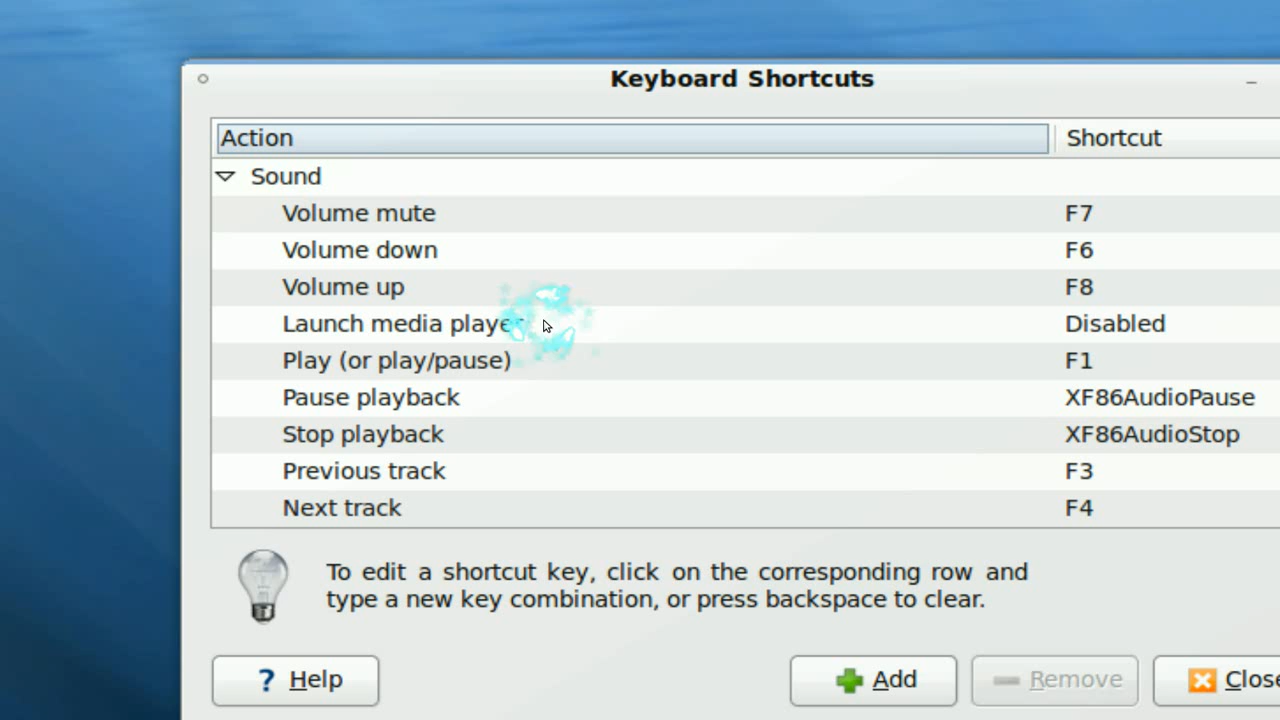 Keyboard Shortcuts
Action Shortcut
Sound
Volume mute F7
Volume down F6
Volume up F8
Launch media player Disabled
Play (or play/pause) F1
Pause playback XF86AudioPause
Stop playback XF86AudioStop
Previous track F3
Next track F4
To edit a shortcut key, click on the corresponding row and
type a new key combination, or press backspace to clear.
? Help Add Remove Close